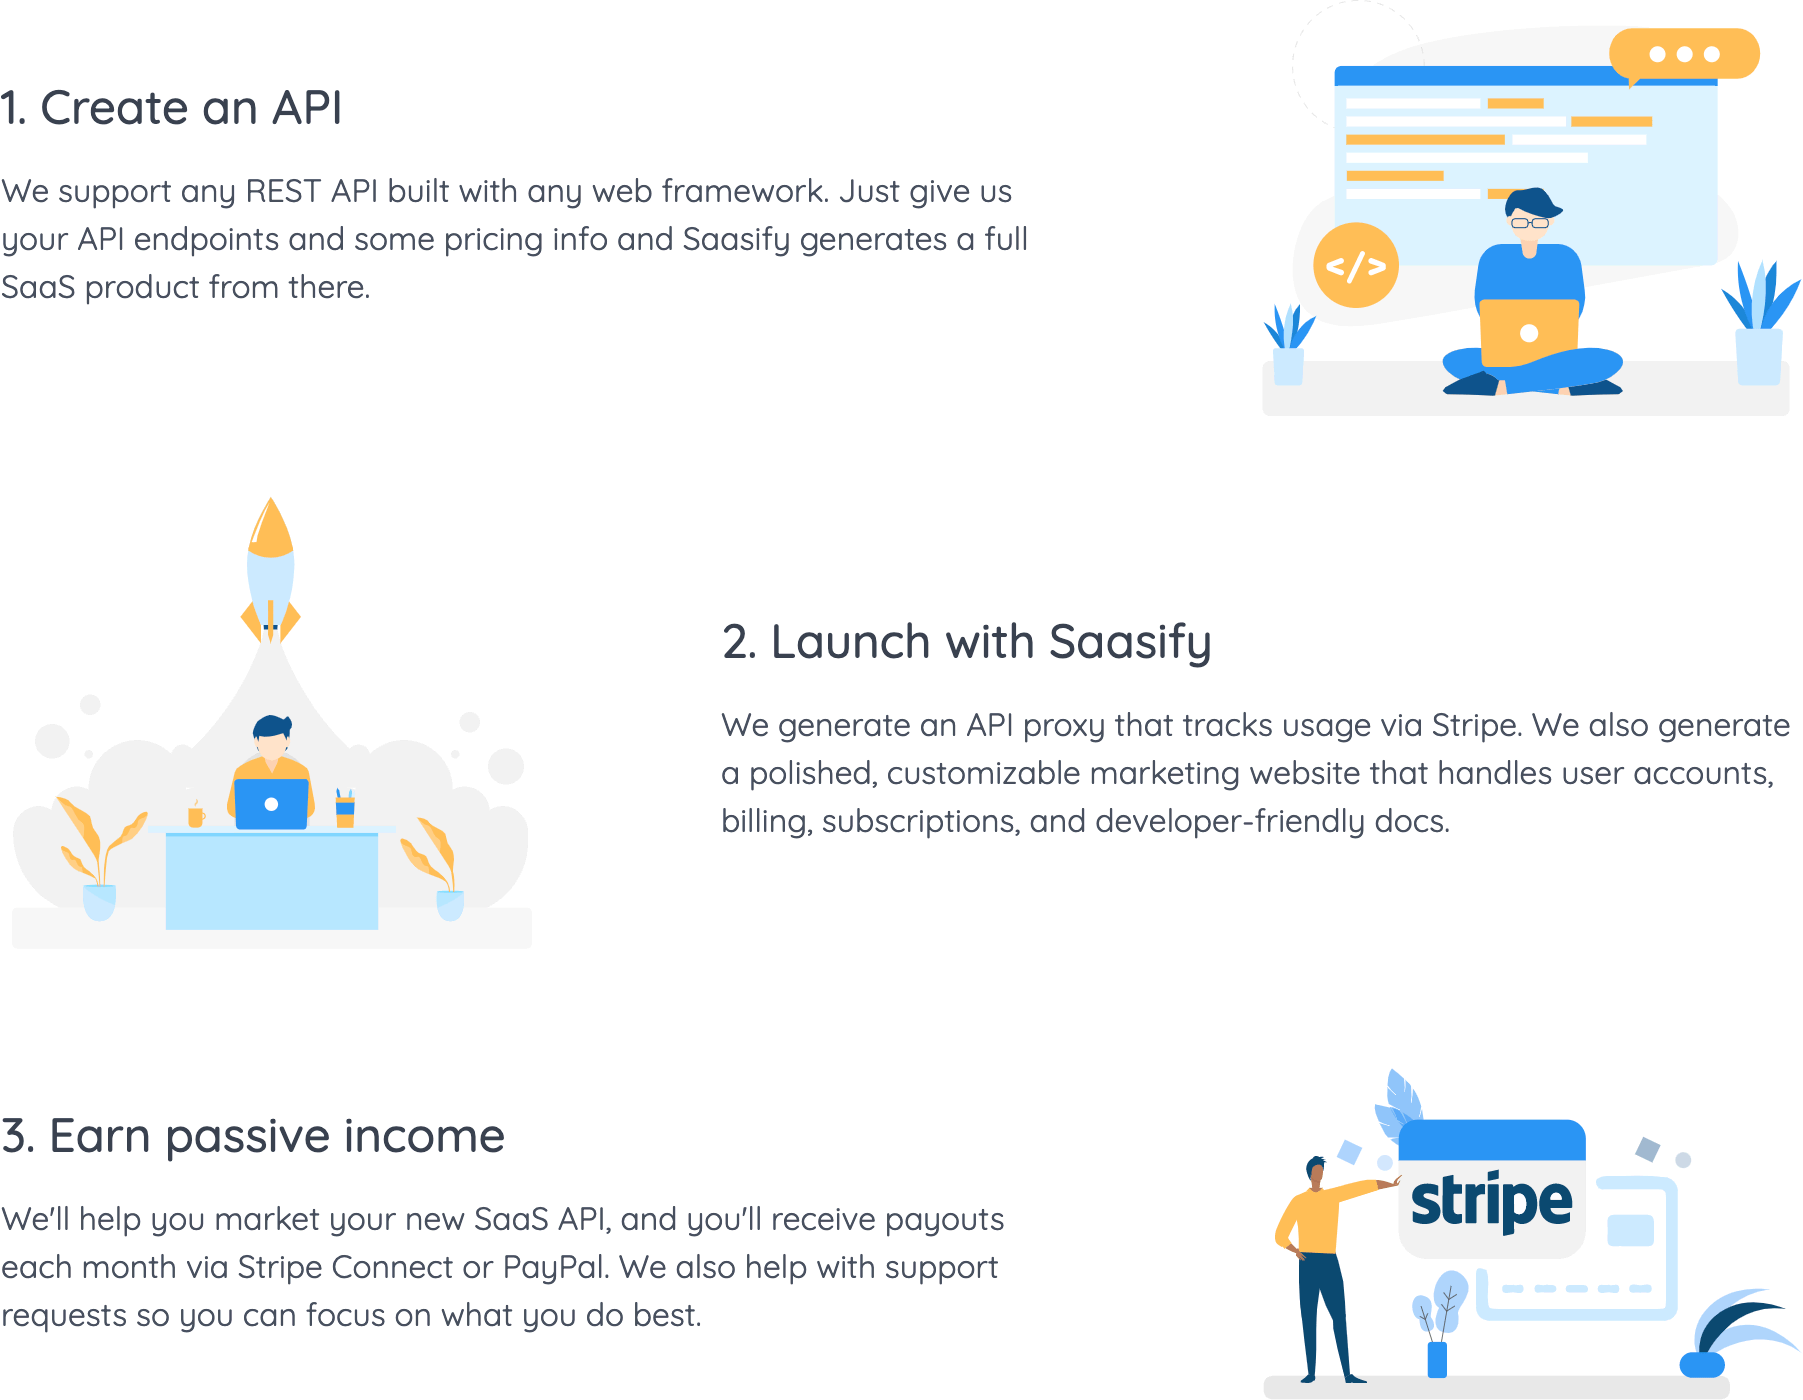 1. Create an API
We support any REST API built with any web framework. Just give us
your API endpoints and some pricing info and Saasify generates a full
SaaS product from there.
</>
2. Launch with Saasify
We generate an API proxy that tracks usage via Stripe. We also generate
a polished, customizable marketing website that handles user accounts,
billing, subscriptions, and developer-friendly docs.
3. Earn passive income
We'll help you market your new SaaS API, and you'll receive payouts
each month via Stripe Connect or PayPal. We also help with support
requests so you can focus on what you do best.
stripe